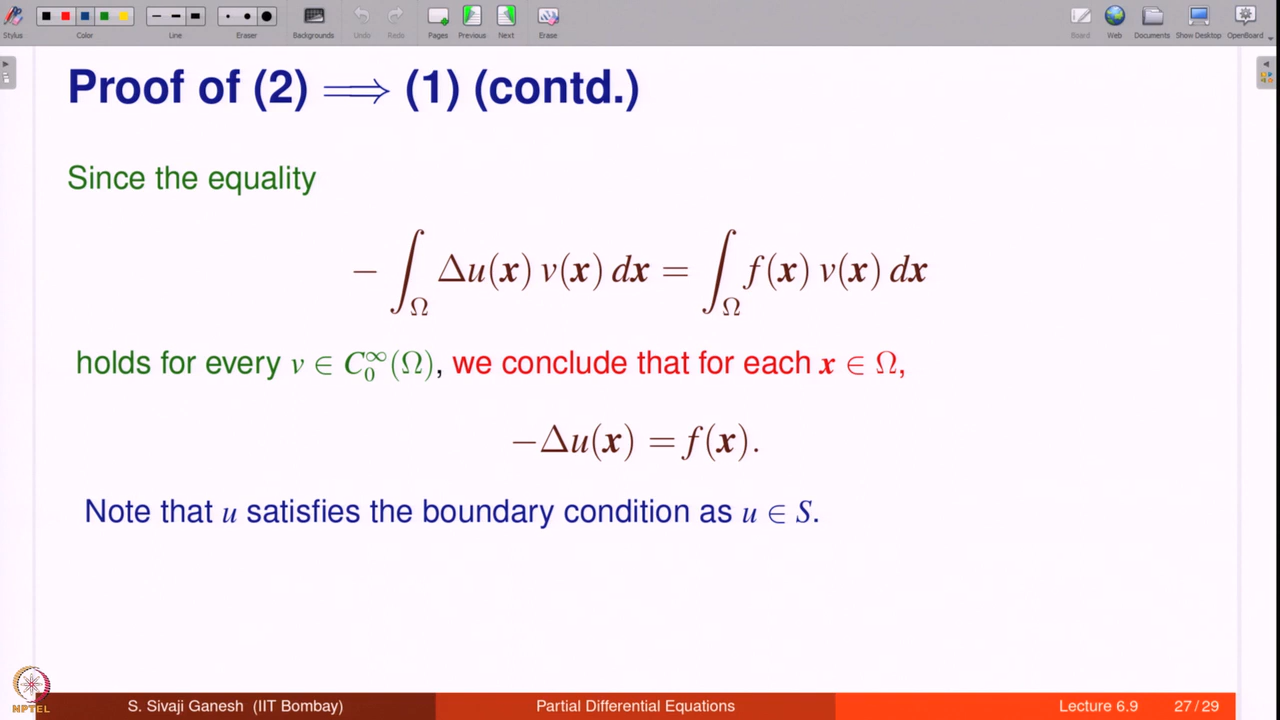 Stylus Color Line Eraser Backgrounds Undo Redo Pages Previous Next Erase Board Web Documents Show Desktop OpenBoard
Proof of (2) ⟹ (1) (contd.)
Since the equality
− ∫_Ω Δu(x) v(x) dx = ∫_Ω f(x) v(x) dx
holds for every v ∈ C₀^∞(Ω), we conclude that for each x ∈ Ω,
−Δu(x) = f(x).
Note that u satisfies the boundary condition as u ∈ S.
NPTEL
S. Sivaji Ganesh (IIT Bombay) Partial Differential Equations Lecture 6.9 27 / 29